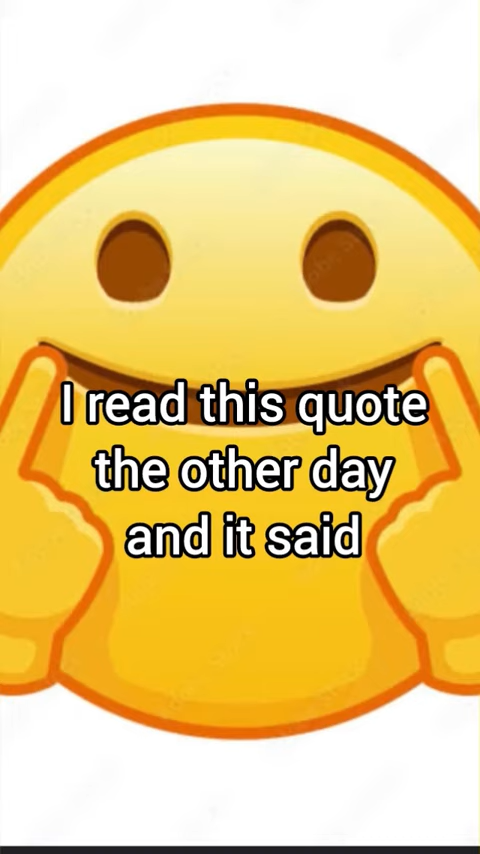 I read this quote
the other day
and it said